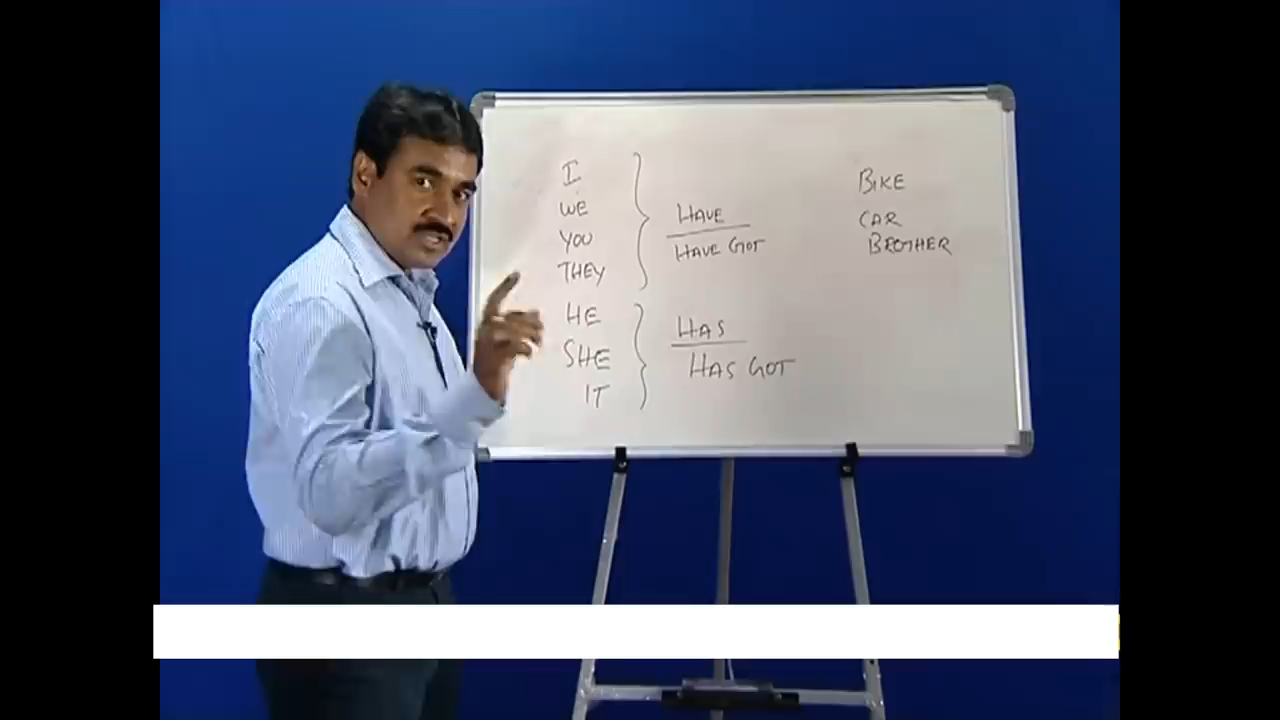 I
WE
YOU
THEY
HE
SHE
IT
HAVE
HAVE GOT
HAS
HAS GOT
BIKE
CAR
BROTHER